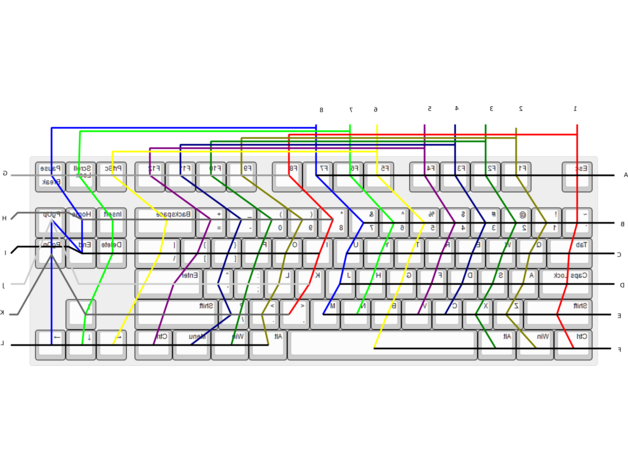 8 7 6 5 4 3 2 1
G Pause Break Scroll Lock PrtSc F12 F11 F10 F9 F8 F7 F6 F5 F4 F3 F2 F1 Esc A
H PgUp Home Insert Backspace + = _ - ) 0 ( 9 * 8 & 7 ^ 6 % 5 $ 4 # 3 @ 2 ! 1 ~ B
I PgDn End Delete | \ P O I U Y T R E W Q Tab C
J Enter " ' L K J H G F D S A Caps Lock D
K Shift > < M N B V C X Z Shift E
L → ↓ ← Ctrl Menu Win Alt Alt Win Ctrl F